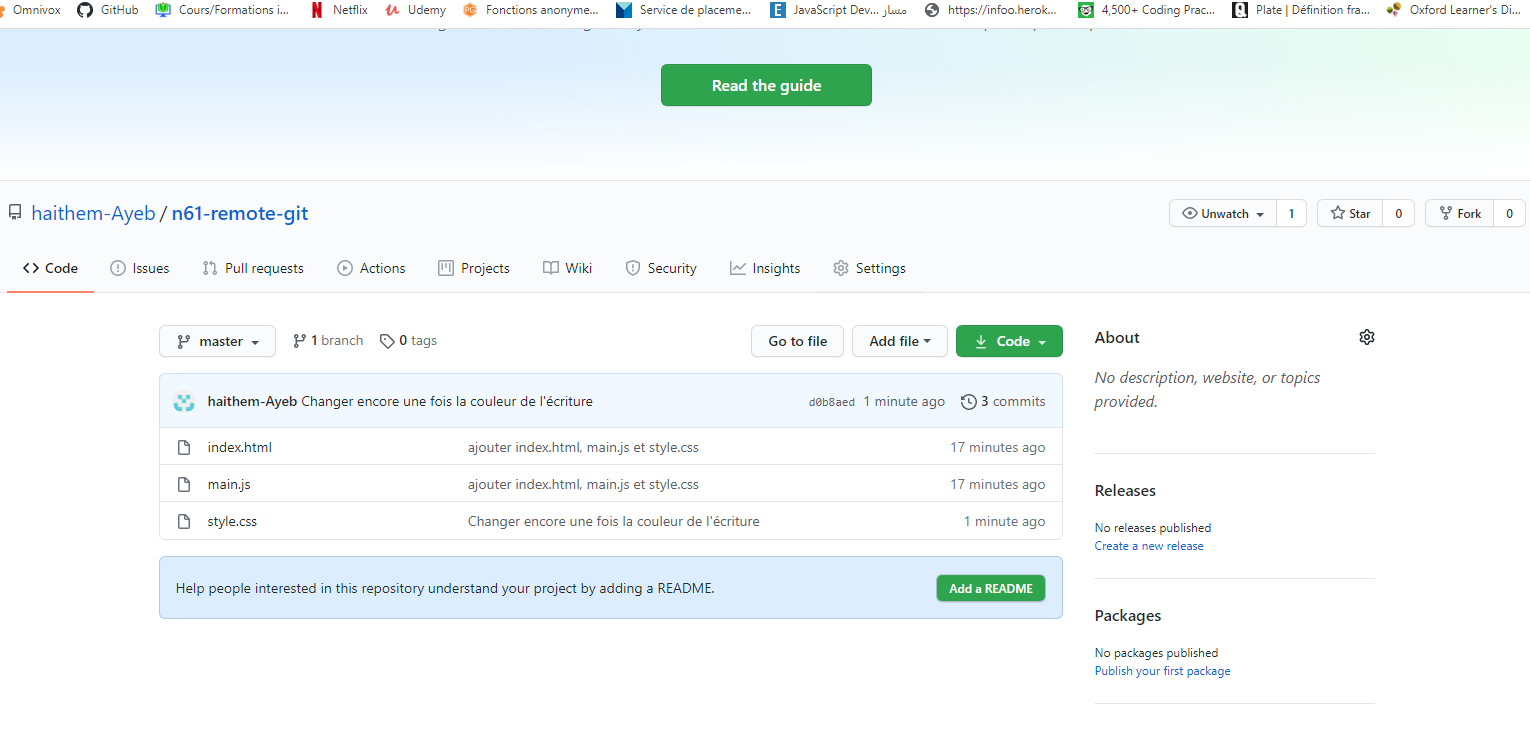 Omnivox GitHub Cours/Formations i... Netflix Udemy Fonctions anonyme... Service de placeme... JavaScript Dev... مسار https://infoo.herok... 4,500+ Coding Prac... Plate | Définition fra... Oxford Learner's Di...
Read the guide
haithem-Ayeb / n61-remote-git
Unwatch 1 Star 0 Fork 0
Code Issues Pull requests Actions Projects Wiki Security Insights Settings
master 1 branch 0 tags Go to file Add file Code
haithem-Ayeb Changer encore une fois la couleur de l'écriture d0b8aed 1 minute ago 3 commits
index.html ajouter index.html, main.js et style.css 17 minutes ago
main.js ajouter index.html, main.js et style.css 17 minutes ago
style.css Changer encore une fois la couleur de l'écriture 1 minute ago
Help people interested in this repository understand your project by adding a README. Add a README
About
No description, website, or topics
provided.
Releases
No releases published
Create a new release
Packages
No packages published
Publish your first package